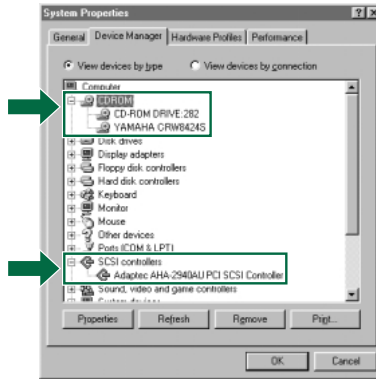 System Properties
General Device Manager Hardware Profiles Performance
View devices by type View devices by connection
Computer
CDROM
CD-ROM DRIVE:282
YAMAHA CRW8424S
Disk drives
Display adapters
Floppy disk controllers
Hard disk controllers
Keyboard
Monitor
Mouse
Other devices
Ports (COM & LPT)
SCSI controllers
Adaptec AHA-2940AU PCI SCSI Controller
Sound, video and game controllers
System devices
Properties Refresh Remove Print...
OK Cancel